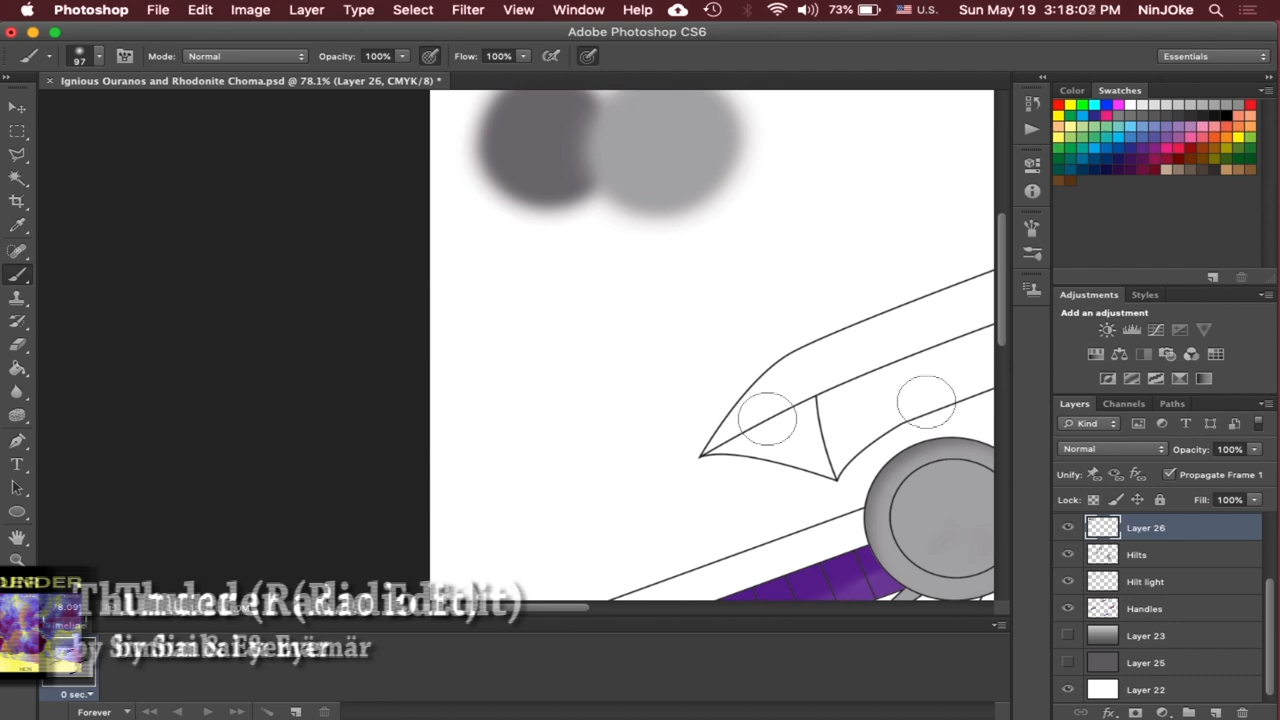 Photoshop File Edit Image Layer Type Select Filter View Window Help 73% U.S. Sun May 19 3:18:03 PM NinJOke
Adobe Photoshop CS6
97 Mode: Normal Opacity: 100% Flow: 100% Essentials
Ignious Ouranos and Rhodonite Choma.psd @ 78.1% (Layer 26, CMYK/8) *
Color Swatches
Adjustments Styles
Add an adjustment
Layers Channels Paths
Kind
Normal Opacity: 100%
Unify: Propagate Frame 1
Lock: Fill: 100%
Layer 26
Hilts
Hilt light
Handles
Layer 23
Layer 25
Layer 22
0 sec.
Forever